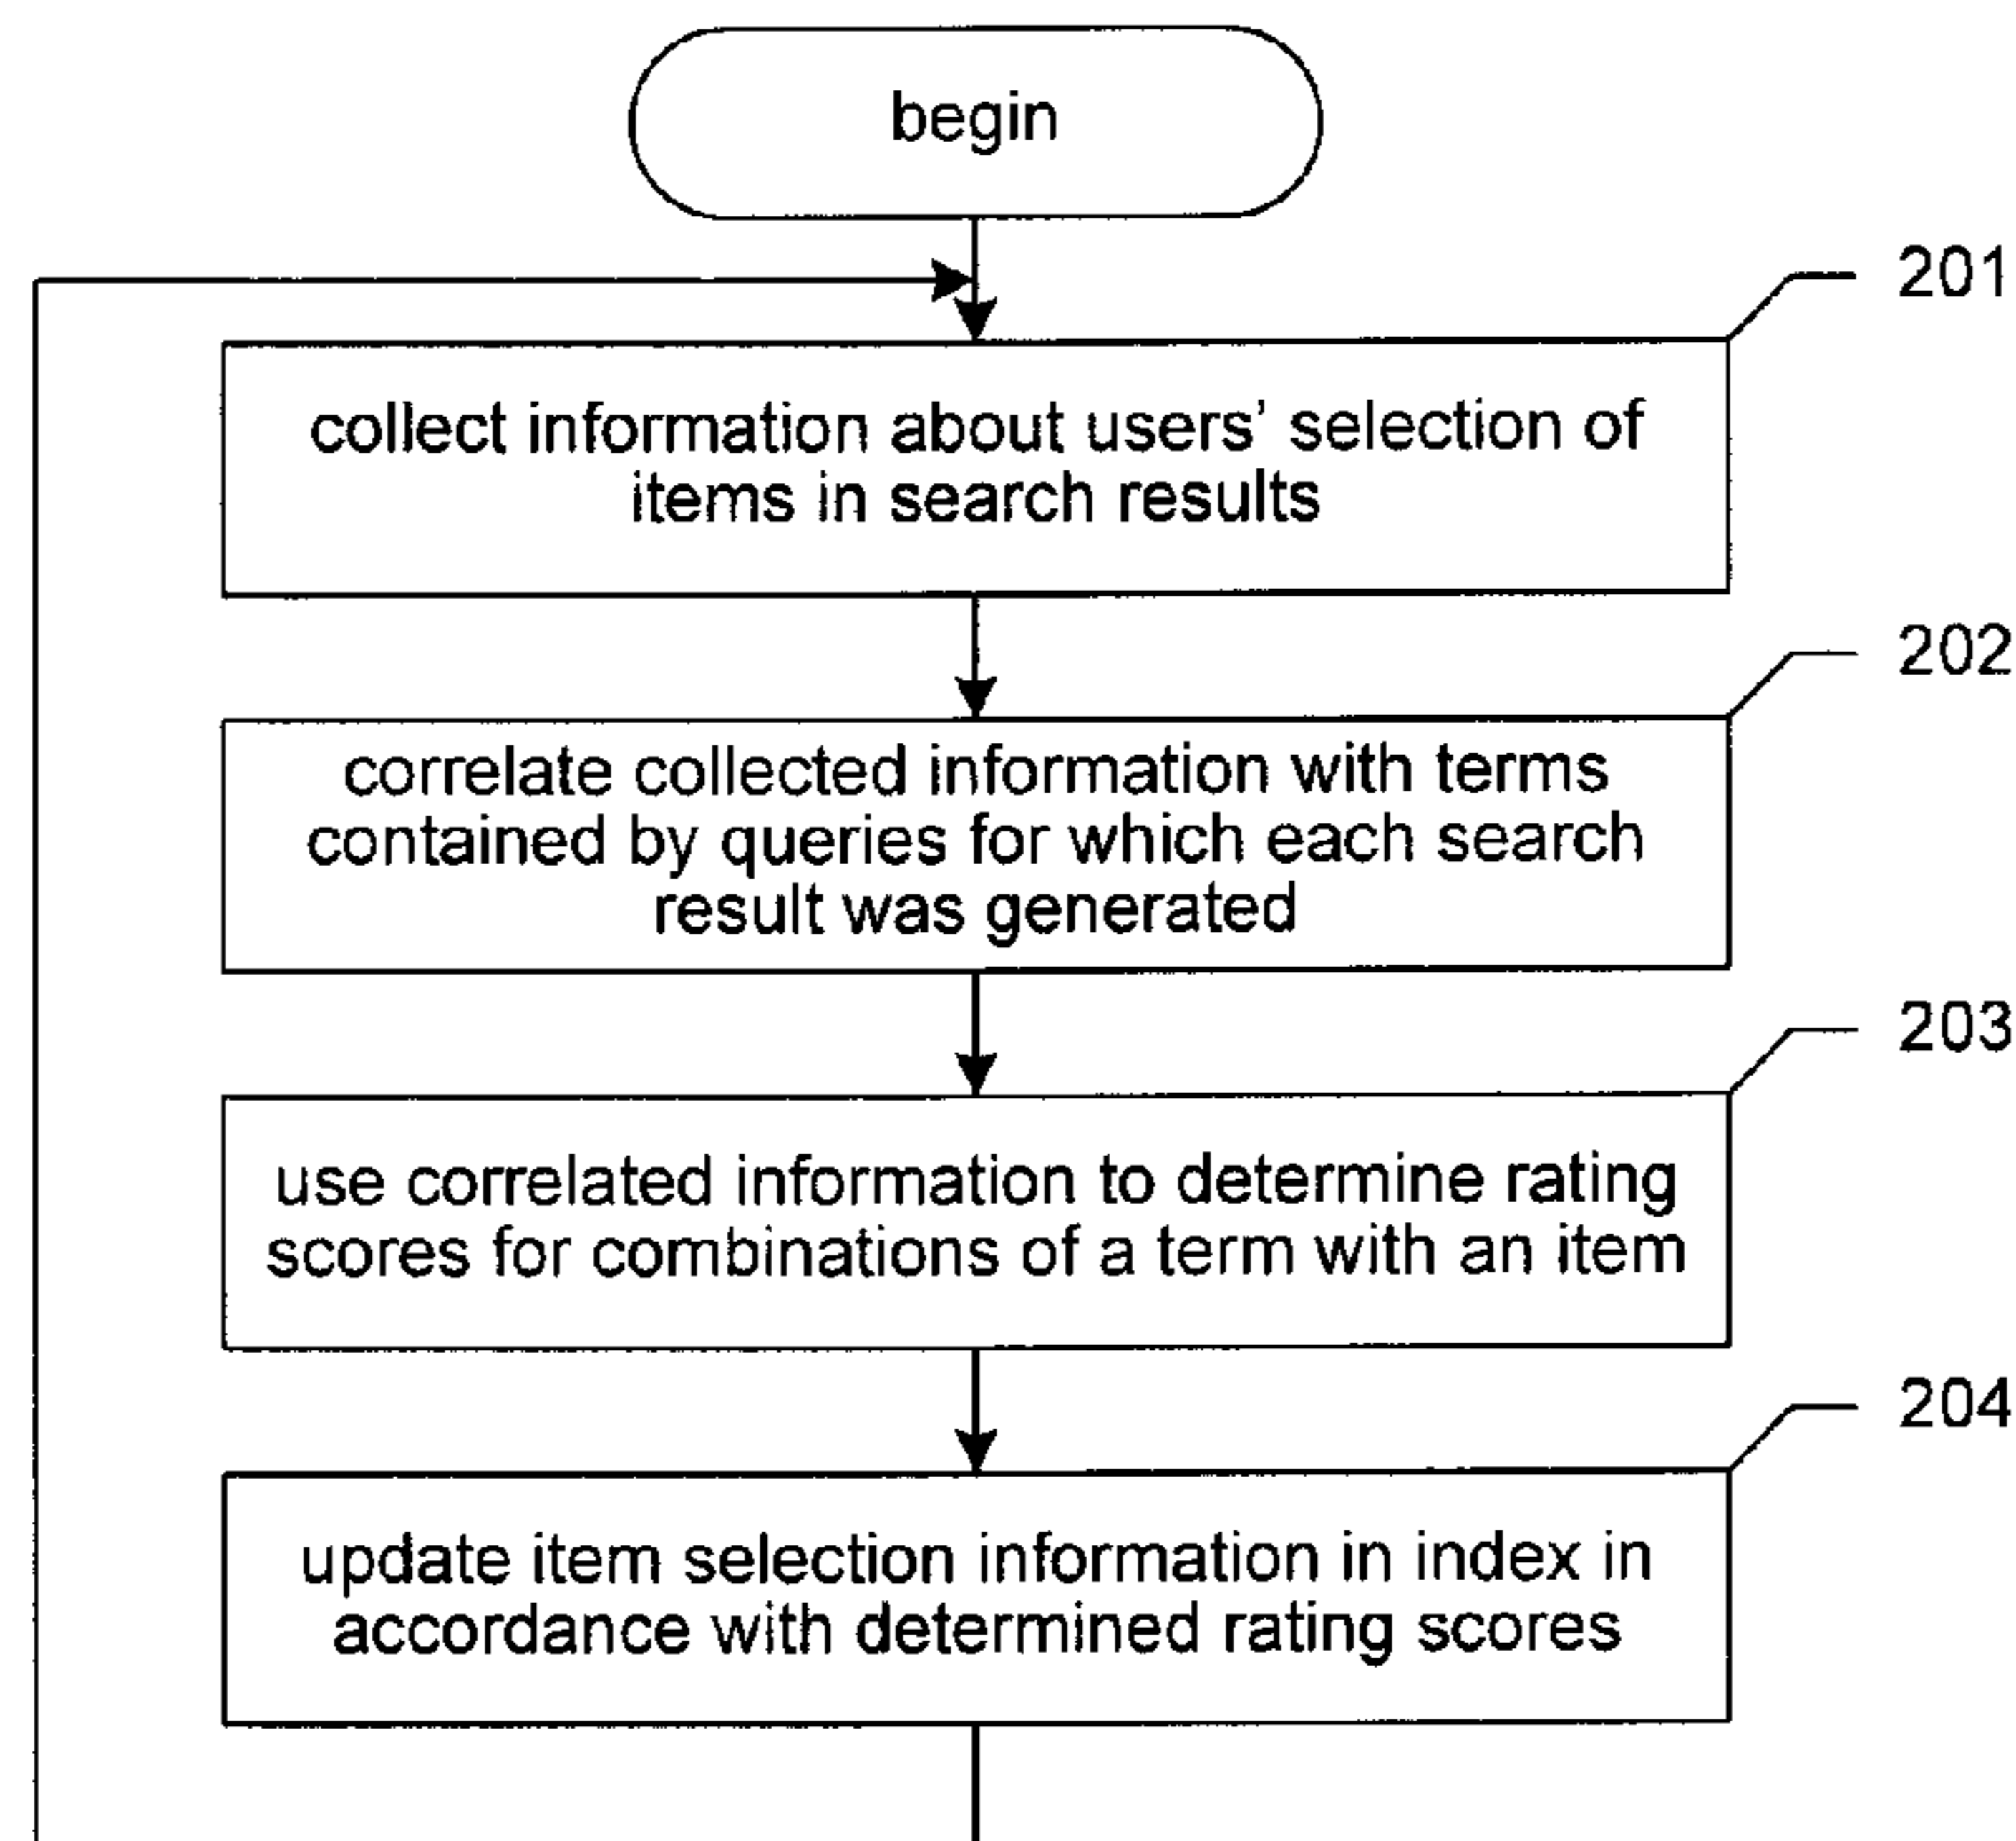 begin
201
collect information about users’ selection of
items in search results
202
correlate collected information with terms
contained by queries for which each search
result was generated
203
use correlated information to determine rating
scores for combinations of a term with an item
204
update item selection information in index in
accordance with determined rating scores